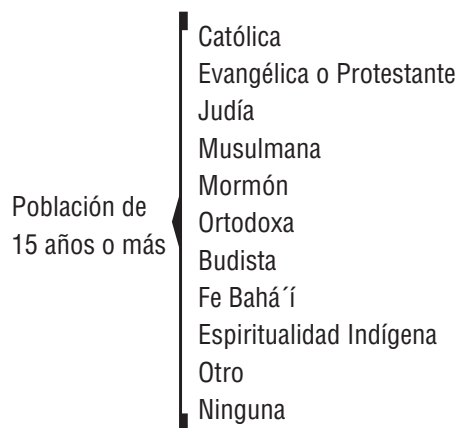 Población de
15 años o más
Católica
Evangélica o Protestante
Judía
Musulmana
Mormón
Ortodoxa
Budista
Fe Bahá´í
Espiritualidad Indígena
Otro
Ninguna